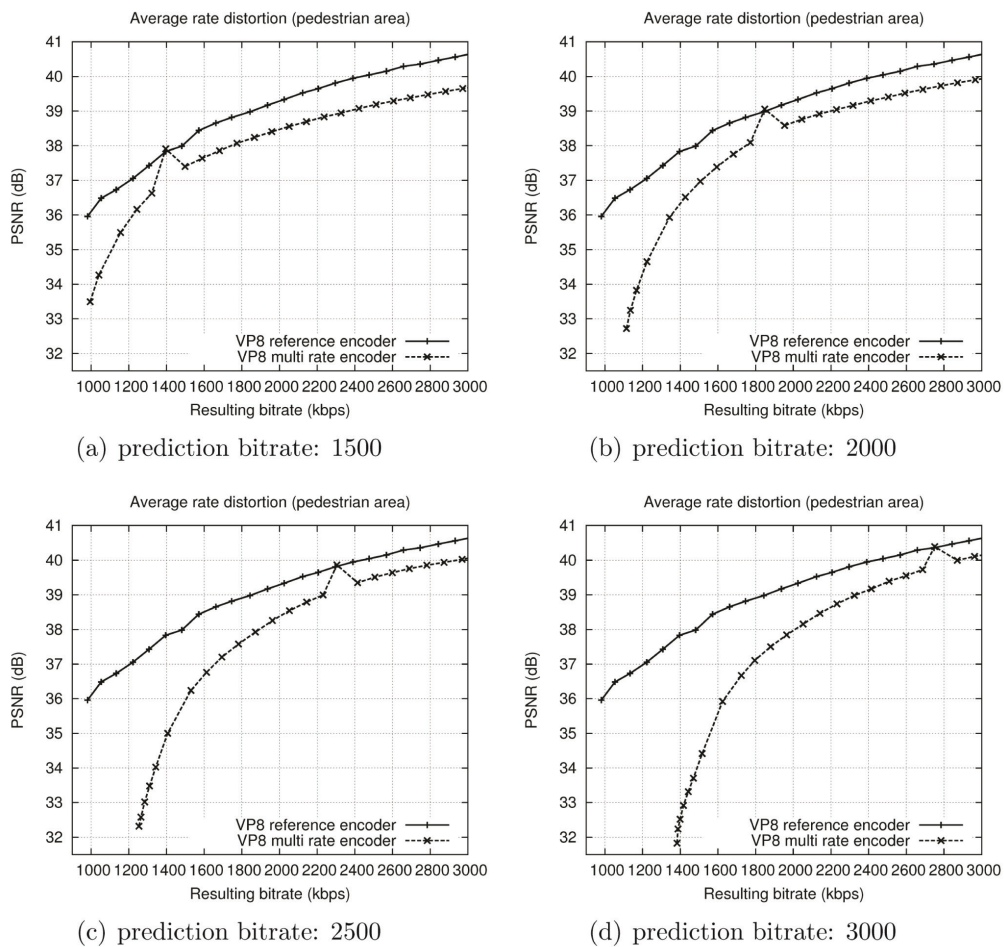 Average rate distortion (pedestrian area)
41
40
39
38
37
36
35
34
33
32
PSNR (dB)
VP8 reference encoder
VP8 multi rate encoder
1000 1200 1400 1600 1800 2000 2200 2400 2600 2800 3000
Resulting bitrate (kbps)
(a) prediction bitrate: 1500
Average rate distortion (pedestrian area)
41
40
39
38
37
36
35
34
33
32
PSNR (dB)
VP8 reference encoder
VP8 multi rate encoder
1000 1200 1400 1600 1800 2000 2200 2400 2600 2800 3000
Resulting bitrate (kbps)
(b) prediction bitrate: 2000
Average rate distortion (pedestrian area)
41
40
39
38
37
36
35
34
33
32
PSNR (dB)
VP8 reference encoder
VP8 multi rate encoder
1000 1200 1400 1600 1800 2000 2200 2400 2600 2800 3000
Resulting bitrate (kbps)
(c) prediction bitrate: 2500
Average rate distortion (pedestrian area)
41
40
39
38
37
36
35
34
33
32
PSNR (dB)
VP8 reference encoder
VP8 multi rate encoder
1000 1200 1400 1600 1800 2000 2200 2400 2600 2800 3000
Resulting bitrate (kbps)
(d) prediction bitrate: 3000